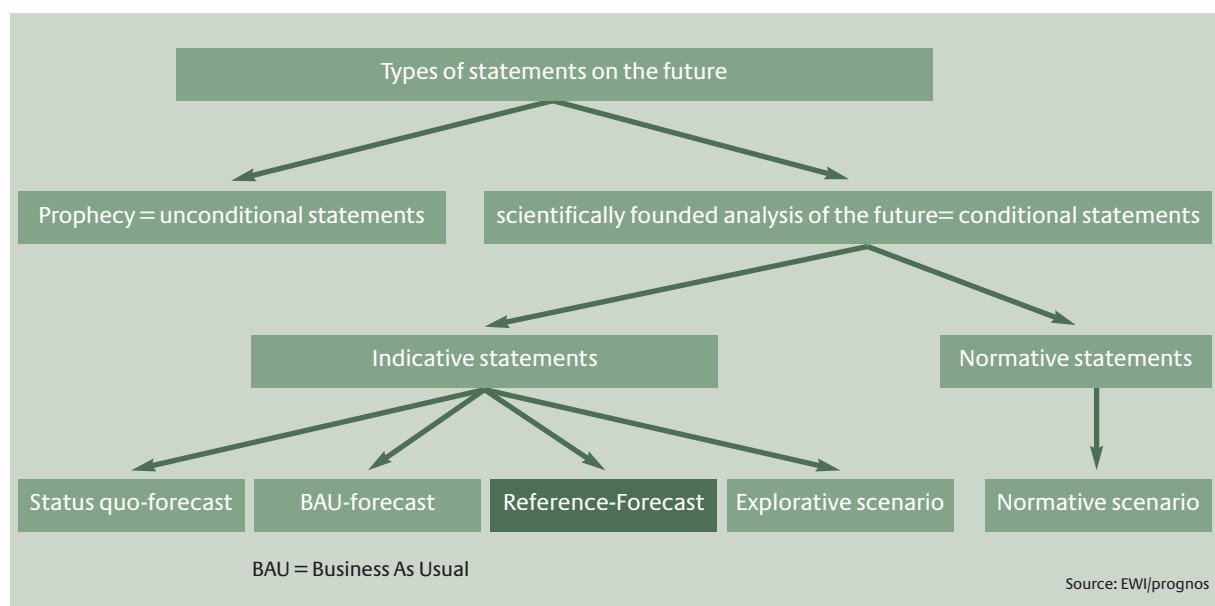 Types of statements on the future
Prophecy = unconditional statements
scientifically founded analysis of the future= conditional statements
Indicative statements
Normative statements
Status quo-forecast
BAU-forecast
Reference-Forecast
Explorative scenario
Normative scenario
BAU = Business As Usual
Source: EWI/prognos